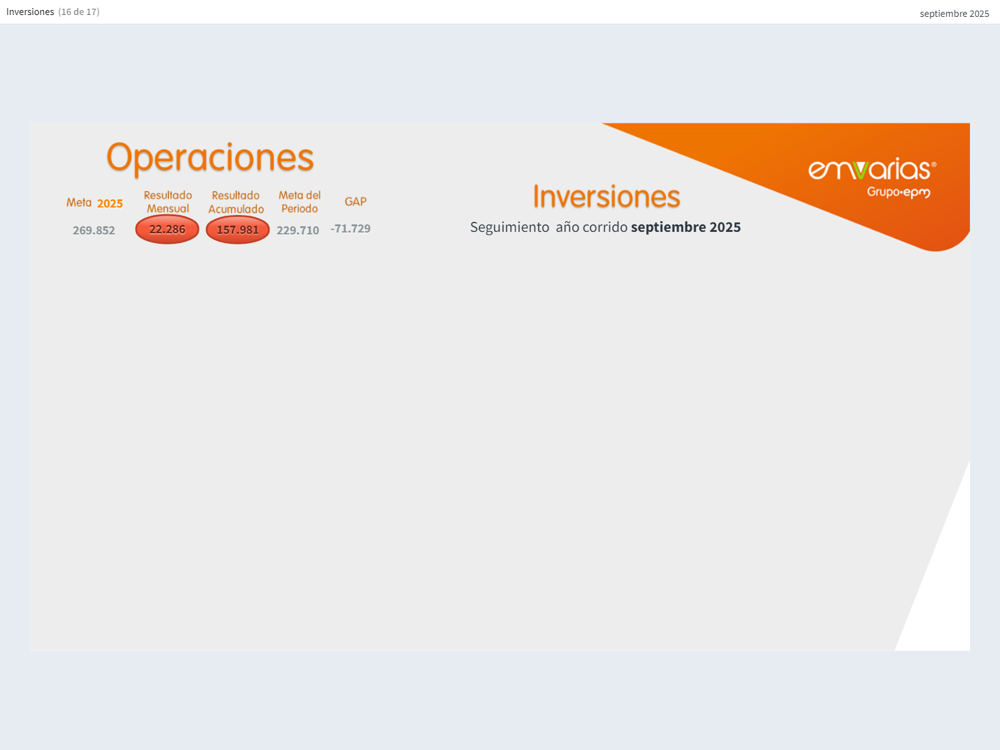 Inversiones (16 de 17)
septiembre 2025
Operaciones
Meta 2025
Resultado Mensual
Resultado Acumulado
Meta del Periodo
GAP
269.852
22.286
157.981
229.710
-71.729
Inversiones
Seguimiento año corrido septiembre 2025
emvarias®
Grupo•epm